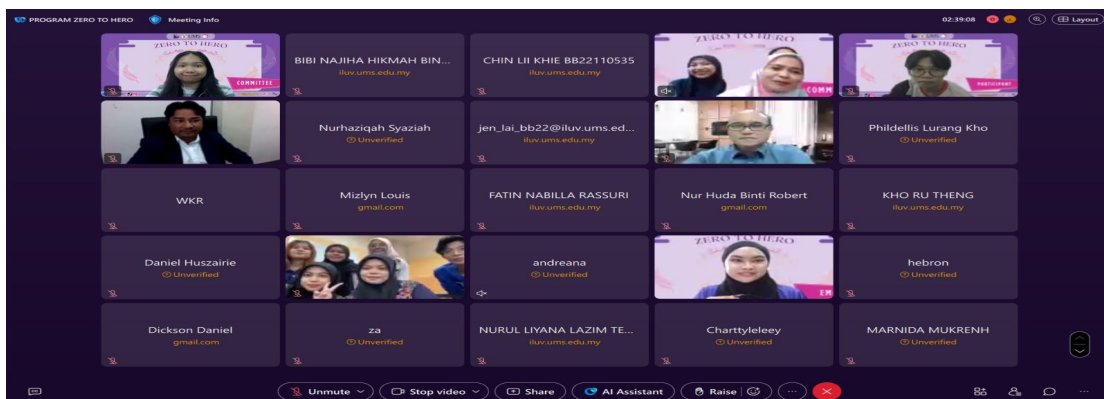 PROGRAM ZERO TO HERO Meeting Info 02:39:08 Layout
ZERO TO HERO
COMMITTEE
BIBI NAJIHA HIKMAH BIN...
iluv.ums.edu.my
CHIN LII KHIE BB22110535
iluv.ums.edu.my
ZERO TO HERO
COMM
ZERO TO HERO
PARTICIPANT
Nurhaziqah Syaziah
Unverified
jen_lai_bb22@iluv.ums.ed...
iluv.ums.edu.my
Phildellis Lurang Kho
Unverified
WKR
Mizlyn Louis
gmail.com
FATIN NABILLA RASSURI
iluv.ums.edu.my
Nur Huda Binti Robert
gmail.com
KHO RU THENG
iluv.ums.edu.my
Daniel Huszairie
Unverified
andreana
Unverified
ZERO TO HERO
EM
hebron
Unverified
Dickson Daniel
gmail.com
za
Unverified
NURUL LIYANA LAZIM TE...
iluv.ums.edu.my
Charttyleleey
Unverified
MARNIDA MUKRENH
Unverified
Unmute Stop video Share AI Assistant Raise